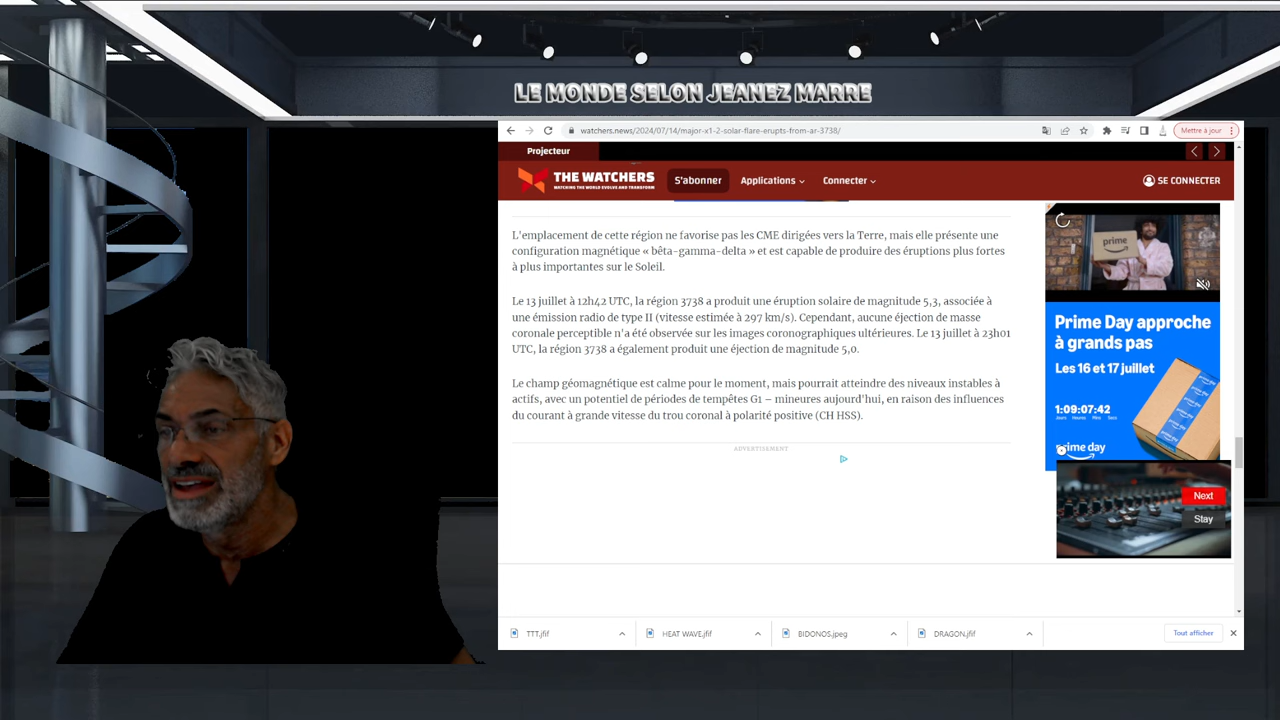 LE MONDE SELON JEANEZ MARRE
watchers.news/2024/07/14/major-x1-2-solar-flare-erupts-from-ar-3738/
Mettre à jour
Projecteur
THE WATCHERS
WATCHING THE WORLD EVOLVE AND TRANSFORM
S'abonner
Applications
Connecter
SE CONNECTER
L'emplacement de cette région ne favorise pas les CME dirigées vers la Terre, mais elle présente une
configuration magnétique « bêta-gamma-delta » et est capable de produire des éruptions plus fortes
à plus importantes sur le Soleil.
Le 13 juillet à 12h42 UTC, la région 3738 a produit une éruption solaire de magnitude 5,3, associée à
une émission radio de type II (vitesse estimée à 297 km/s). Cependant, aucune éjection de masse
coronale perceptible n'a été observée sur les images coronographiques ultérieures. Le 13 juillet à 23h01
UTC, la région 3738 a également produit une éjection de magnitude 5,0.
Le champ géomagnétique est calme pour le moment, mais pourrait atteindre des niveaux instables à
actifs, avec un potentiel de périodes de tempêtes G1 – mineures aujourd'hui, en raison des influences
du courant à grande vitesse du trou coronal à polarité positive (CH HSS).
ADVERTISEMENT
amazon
prime
Prime Day approche
à grands pas
Les 16 et 17 juillet
1:09:07:42
Jours Heures Mins Secs
prime day
Next
Stay
TTT.jfif
HEAT WAVE.jfif
BIDONOS.jpeg
DRAGON.jfif
Tout afficher